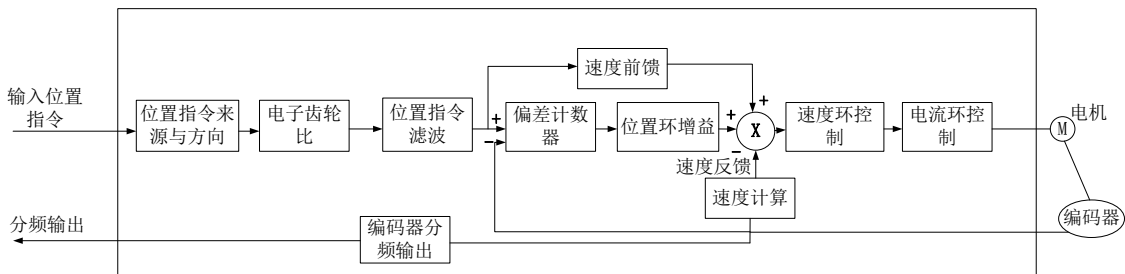 速度前馈
输入位置
指令
位置指令来
源与方向
电子齿轮
比
位置指令
滤波
+
−
偏差计数
器
位置环增益
+
+
−
X
速度环控
制
电流环控
制
M
电机
速度反馈
速度计算
编码器
分频输出
编码器分
频输出